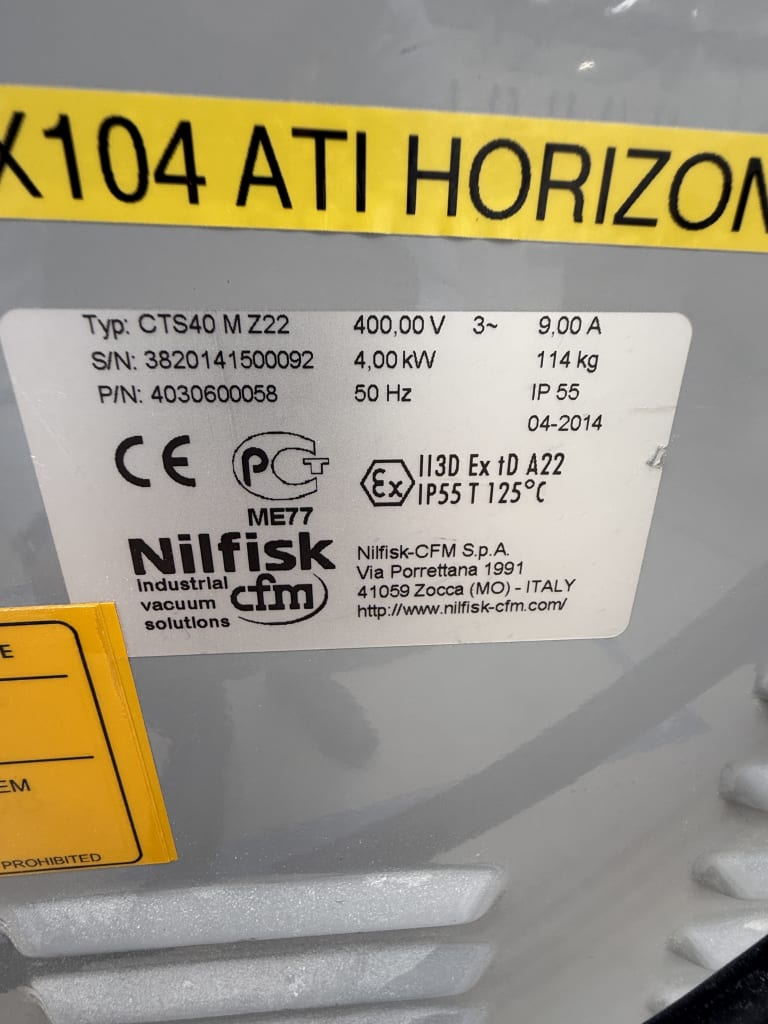 X104 ATI HORIZON
Typ: CTS40 M Z22 400,00 V 3~ 9,00 A
S/N: 3820141500092 4,00 kW 114 kg
P/N: 4030600058 50 Hz IP 55
04-2014
CE PCT Ex II3D Ex tD A22
IP55 T 125°C
ME77
Nilfisk
industrial
vacuum
solutions
cfm
Nilfisk-CFM S.p.A.
Via Porrettana 1991
41059 Zocca (MO) - ITALY
http://www.nilfisk-cfm.com/
E
EM
PROHIBITED